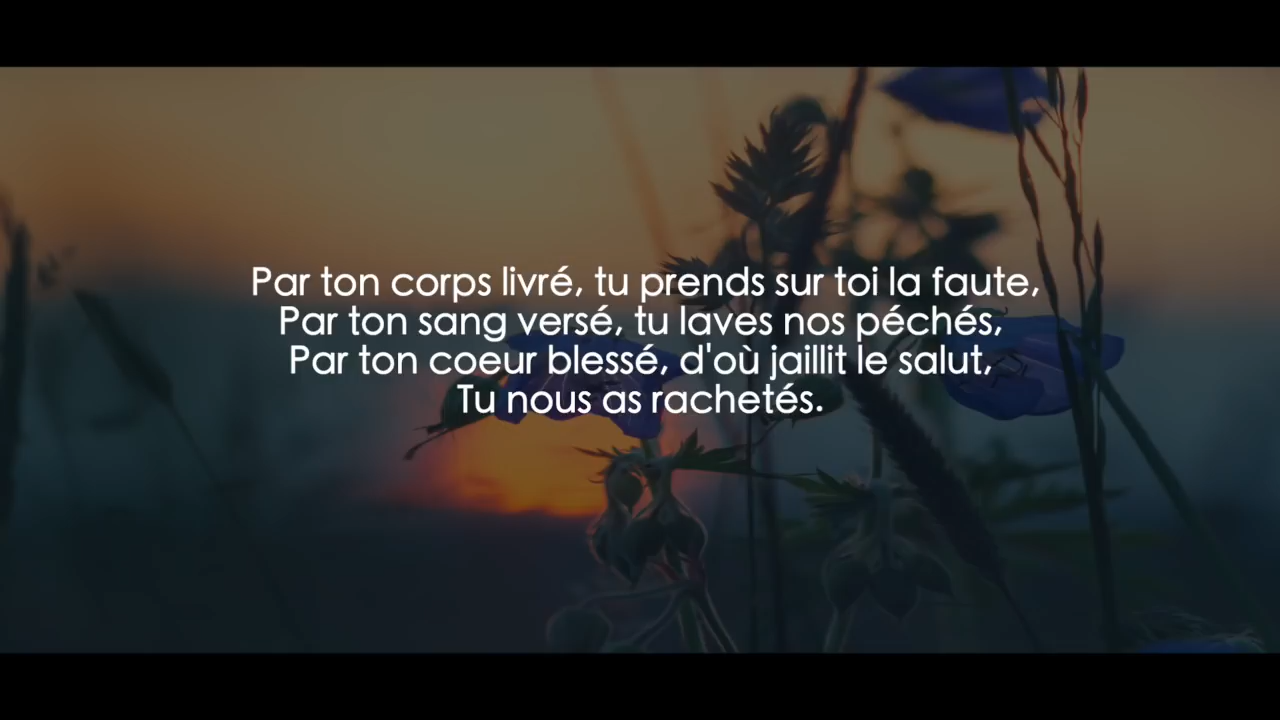 Par ton corps livré, tu prends sur toi la faute,
Par ton sang versé, tu laves nos péchés,
Par ton coeur blessé, d'où jaillit le salut,
Tu nous as rachetés.